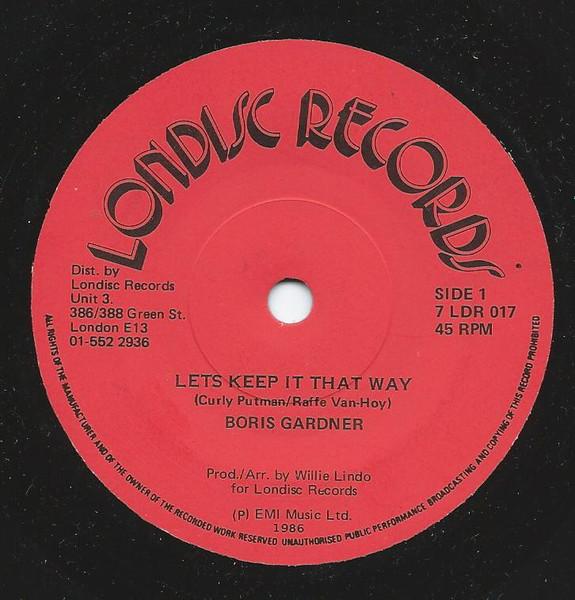 LONDISC RECORDS
Dist. by
Londisc Records
Unit 3.
386/388 Green St.
London E13
01-552 2936
SIDE 1
7 LDR 017
45 RPM
LETS KEEP IT THAT WAY
(Curly Putman/Raffe Van-Hoy)
BORIS GARDNER
Prod./Arr. by Willie Lindo
for Londisc Records
(P) EMI Music Ltd.
1986
ALL RIGHTS OF THE MANUFACTURER AND OF THE OWNER OF THE RECORDED WORK RESERVED UNAUTHORISED PUBLIC PERFORMANCE BROADCASTING AND COPYING OF THIS RECORD PROHIBITED